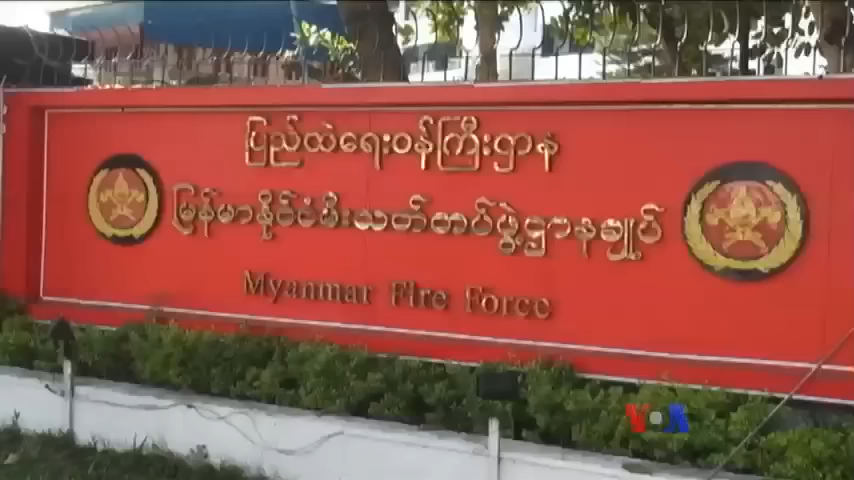 ပြည်ထဲရေးဝန်ကြီးဌာန
မြန်မာနိုင်ငံမီးသတ်တပ်ဖွဲ့ဌာနချုပ်
Myanmar Fire Force
VOA